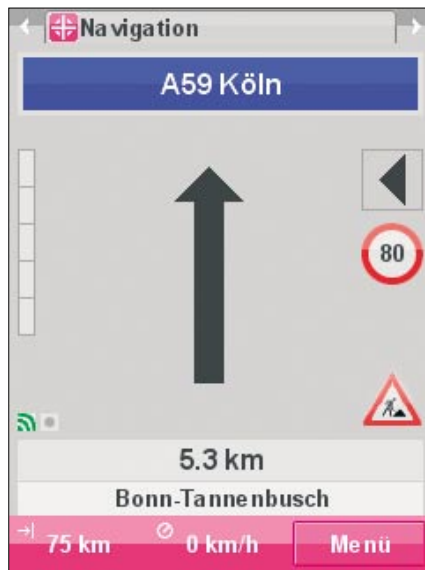 Navigation
A59 Köln
80
5.3 km
Bonn-Tannenbusch
75 km 0 km/h Menü